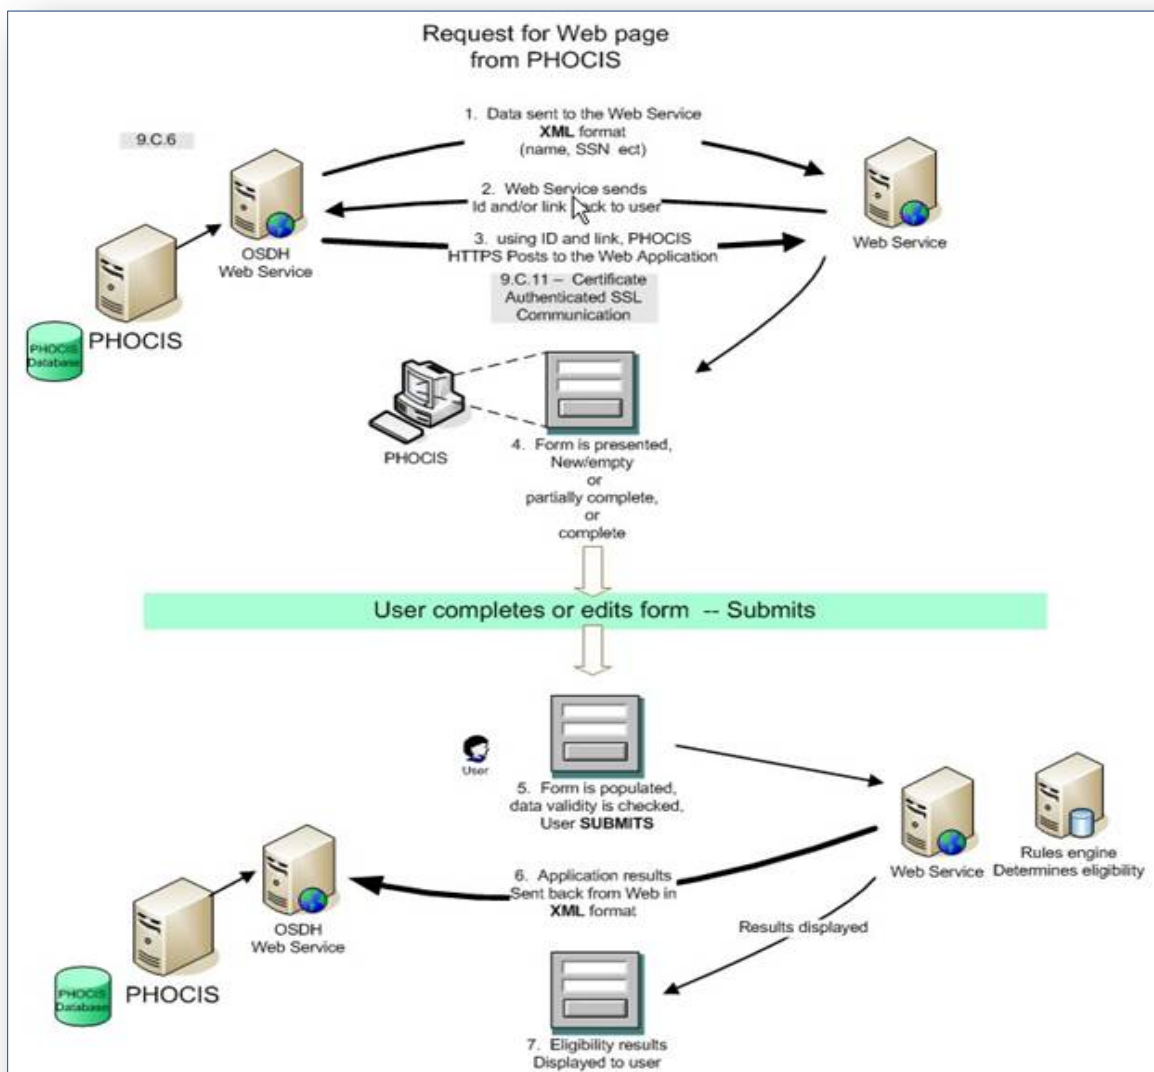 Request for Web page
from PHOCIS
9.C.6
1. Data sent to the Web Service
XML format
(name, SSN ect)
2. Web Service sends
Id and/or link back to user
3. using ID and link, PHOCIS
HTTPS Posts to the Web Application
9.C.11 – Certificate
Authenticated SSL
Communication
OSDH
Web Service
Web Service
PHOCIS
PHOCIS
Database
PHOCIS
4. Form is presented,
New/empty
or
partially complete,
or
complete
User completes or edits form -- Submits
User
5. Form is populated,
data validity is checked,
User SUBMITS
Web Service
Rules engine
Determines eligibility
6. Application results
Sent back from Web in
XML format
OSDH
Web Service
Results displayed
PHOCIS
PHOCIS
Database
7. Eligibility results
Displayed to user